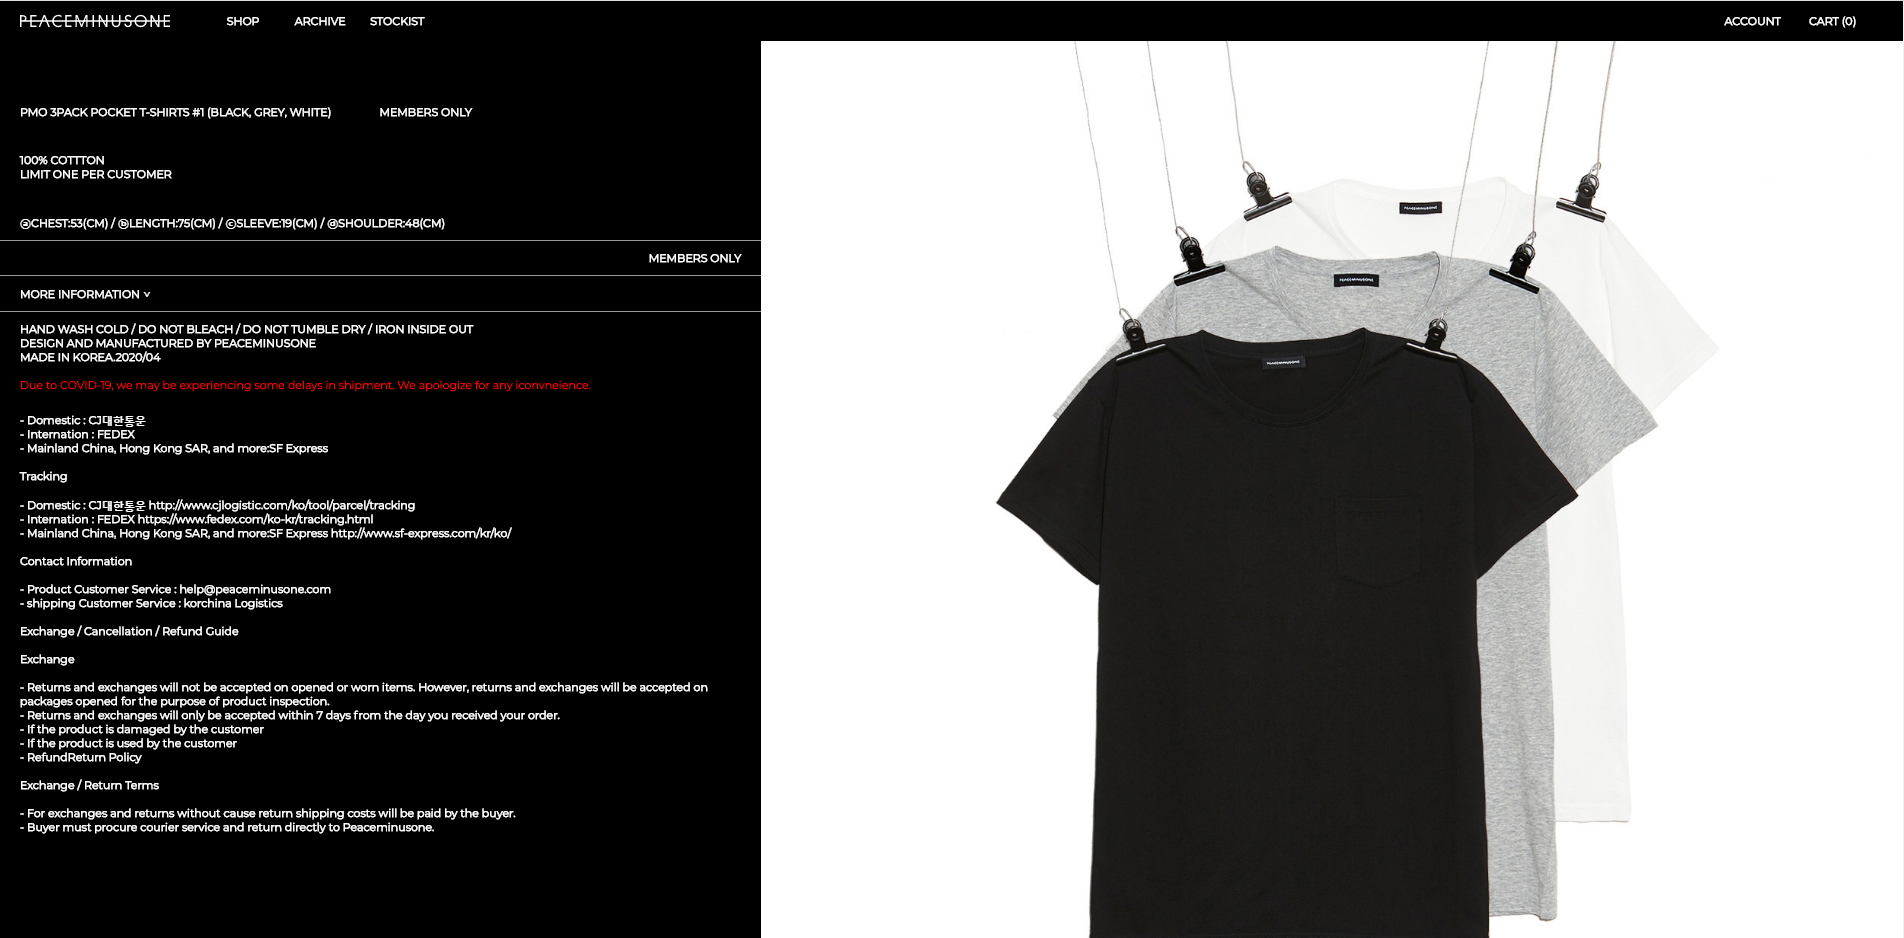 PEACEMINUSONE
SHOP ARCHIVE STOCKIST
ACCOUNT CART (0)
PMO 3PACK POCKET T-SHIRTS #1 (BLACK, GREY, WHITE) MEMBERS ONLY
100% COTTTON
LIMIT ONE PER CUSTOMER
ⓐCHEST:53(CM) / ⓑLENGTH:75(CM) / ⓒSLEEVE:19(CM) / ⓓSHOULDER:48(CM)
MEMBERS ONLY
MORE INFORMATION ˅
HAND WASH COLD / DO NOT BLEACH / DO NOT TUMBLE DRY / IRON INSIDE OUT
DESIGN AND MANUFACTURED BY PEACEMINUSONE
MADE IN KOREA.2020/04
Due to COVID-19, we may be experiencing some delays in shipment. We apologize for any iconvneience.
- Domestic : CJ대한통운
- Internation : FEDEX
- Mainland China, Hong Kong SAR, and more:SF Express
Tracking
- Domestic : CJ대한통운 http://www.cjlogistic.com/ko/tool/parcel/tracking
- Internation : FEDEX https://www.fedex.com/ko-kr/tracking.html
- Mainland China, Hong Kong SAR, and more:SF Express http://www.sf-express.com/kr/ko/
Contact Information
- Product Customer Service : help@peaceminusone.com
- shipping Customer Service : korchina Logistics
Exchange / Cancellation / Refund Guide
Exchange
- Returns and exchanges will not be accepted on opened or worn items. However, returns and exchanges will be accepted on
packages opened for the purpose of product inspection.
- Returns and exchanges will only be accepted within 7 days from the day you received your order.
- If the product is damaged by the customer
- If the product is used by the customer
- RefundReturn Policy
Exchange / Return Terms
- For exchanges and returns without cause return shipping costs will be paid by the buyer.
- Buyer must procure courier service and return directly to Peaceminusone.
PEACEMINUSONE
PEACEMINUSONE
PEACEMINUSONE